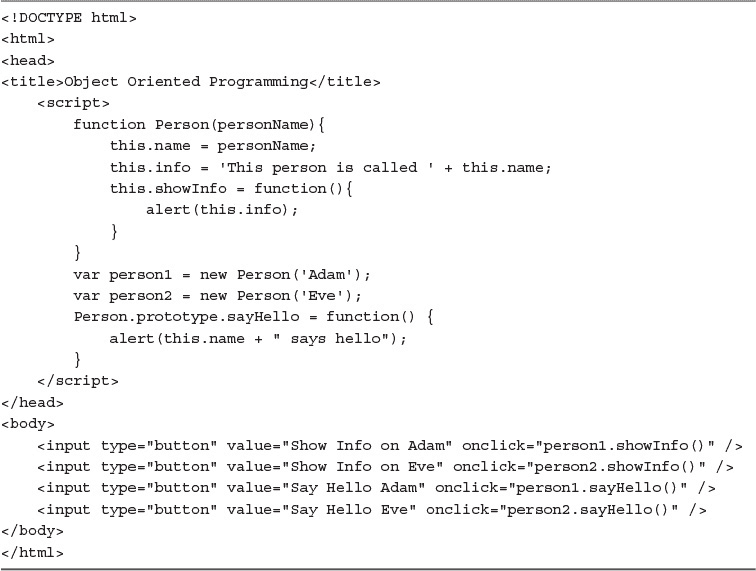 <!DOCTYPE html>
<html>
<head>
<title>Object Oriented Programming</title>
    <script>
        function Person(personName){
            this.name = personName;
            this.info = 'This person is called ' + this.name;
            this.showInfo = function(){
                alert(this.info);
            }
        }
        var person1 = new Person('Adam');
        var person2 = new Person('Eve');
        Person.prototype.sayHello = function() {
            alert(this.name + " says hello");
        }
    </script>
</head>
<body>
    <input type="button" value="Show Info on Adam" onclick="person1.showInfo()" />
    <input type="button" value="Show Info on Eve" onclick="person2.showInfo()" />
    <input type="button" value="Say Hello Adam" onclick="person1.sayHello()" />
    <input type="button" value="Say Hello Eve" onclick="person2.sayHello()" />
</body>
</html>